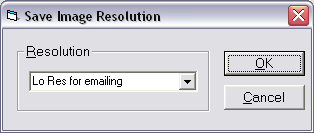 Save Image Resolution
Resolution
Lo Res for emailing
OK
Cancel